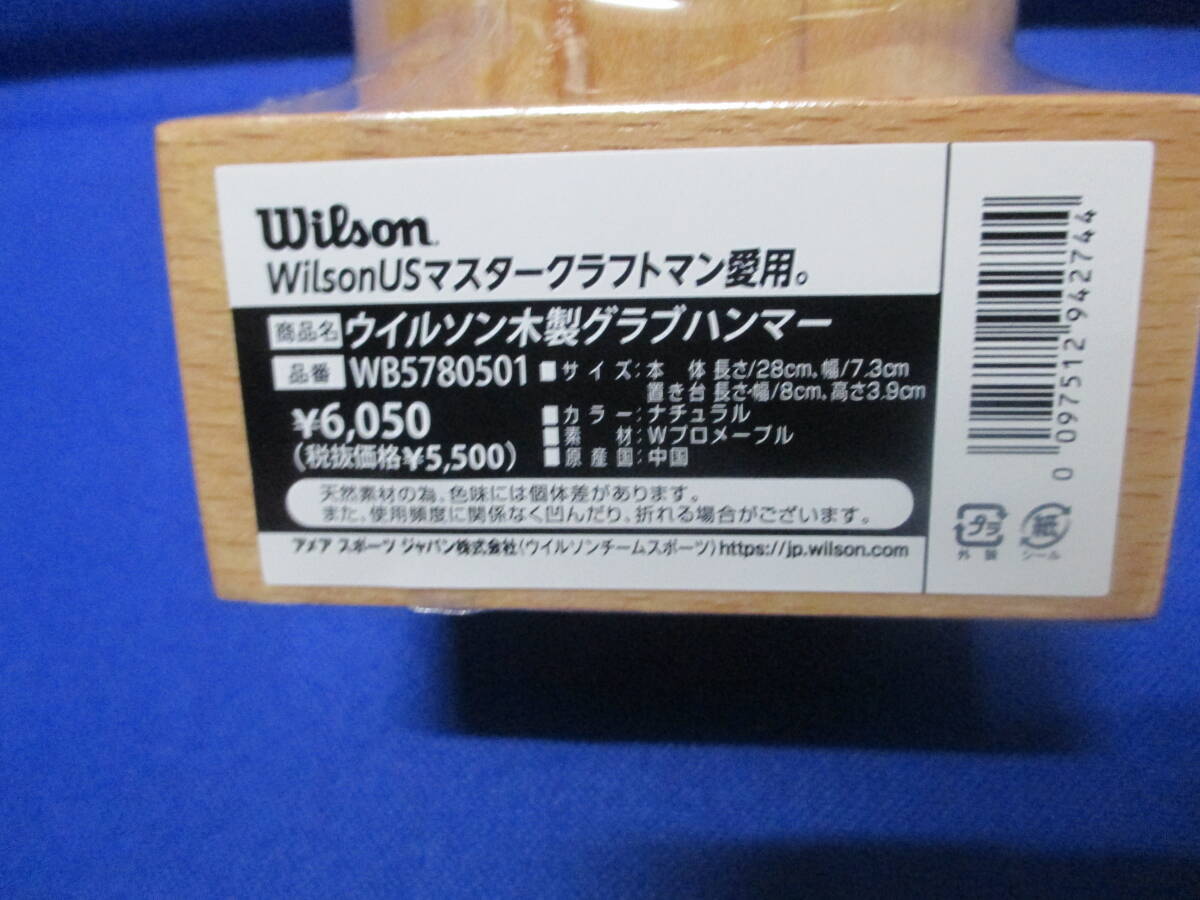 Wilson
WilsonUSマスタークラフトマン愛用。
商品名 ウイルソン木製グラブハンマー
品番 WB5780501
■サイズ:本 体 長さ/28cm、幅/7.3cm
置き台 長さ・幅/8cm、高さ3.9cm
¥6,050
(税抜価格¥5,500)
■カラー:ナチュラル
■素 材:Wプロメープル
■原産国:中国
天然素材の為、色味には個体差があります。
また、使用頻度に関係なく凹んだり、折れる場合がございます。
アメア スポーツ ジャパン株式会社(ウイルソンチームスポーツ)https://jp.wilson.com
0 097512 942744
プラ
外装
紙
シール